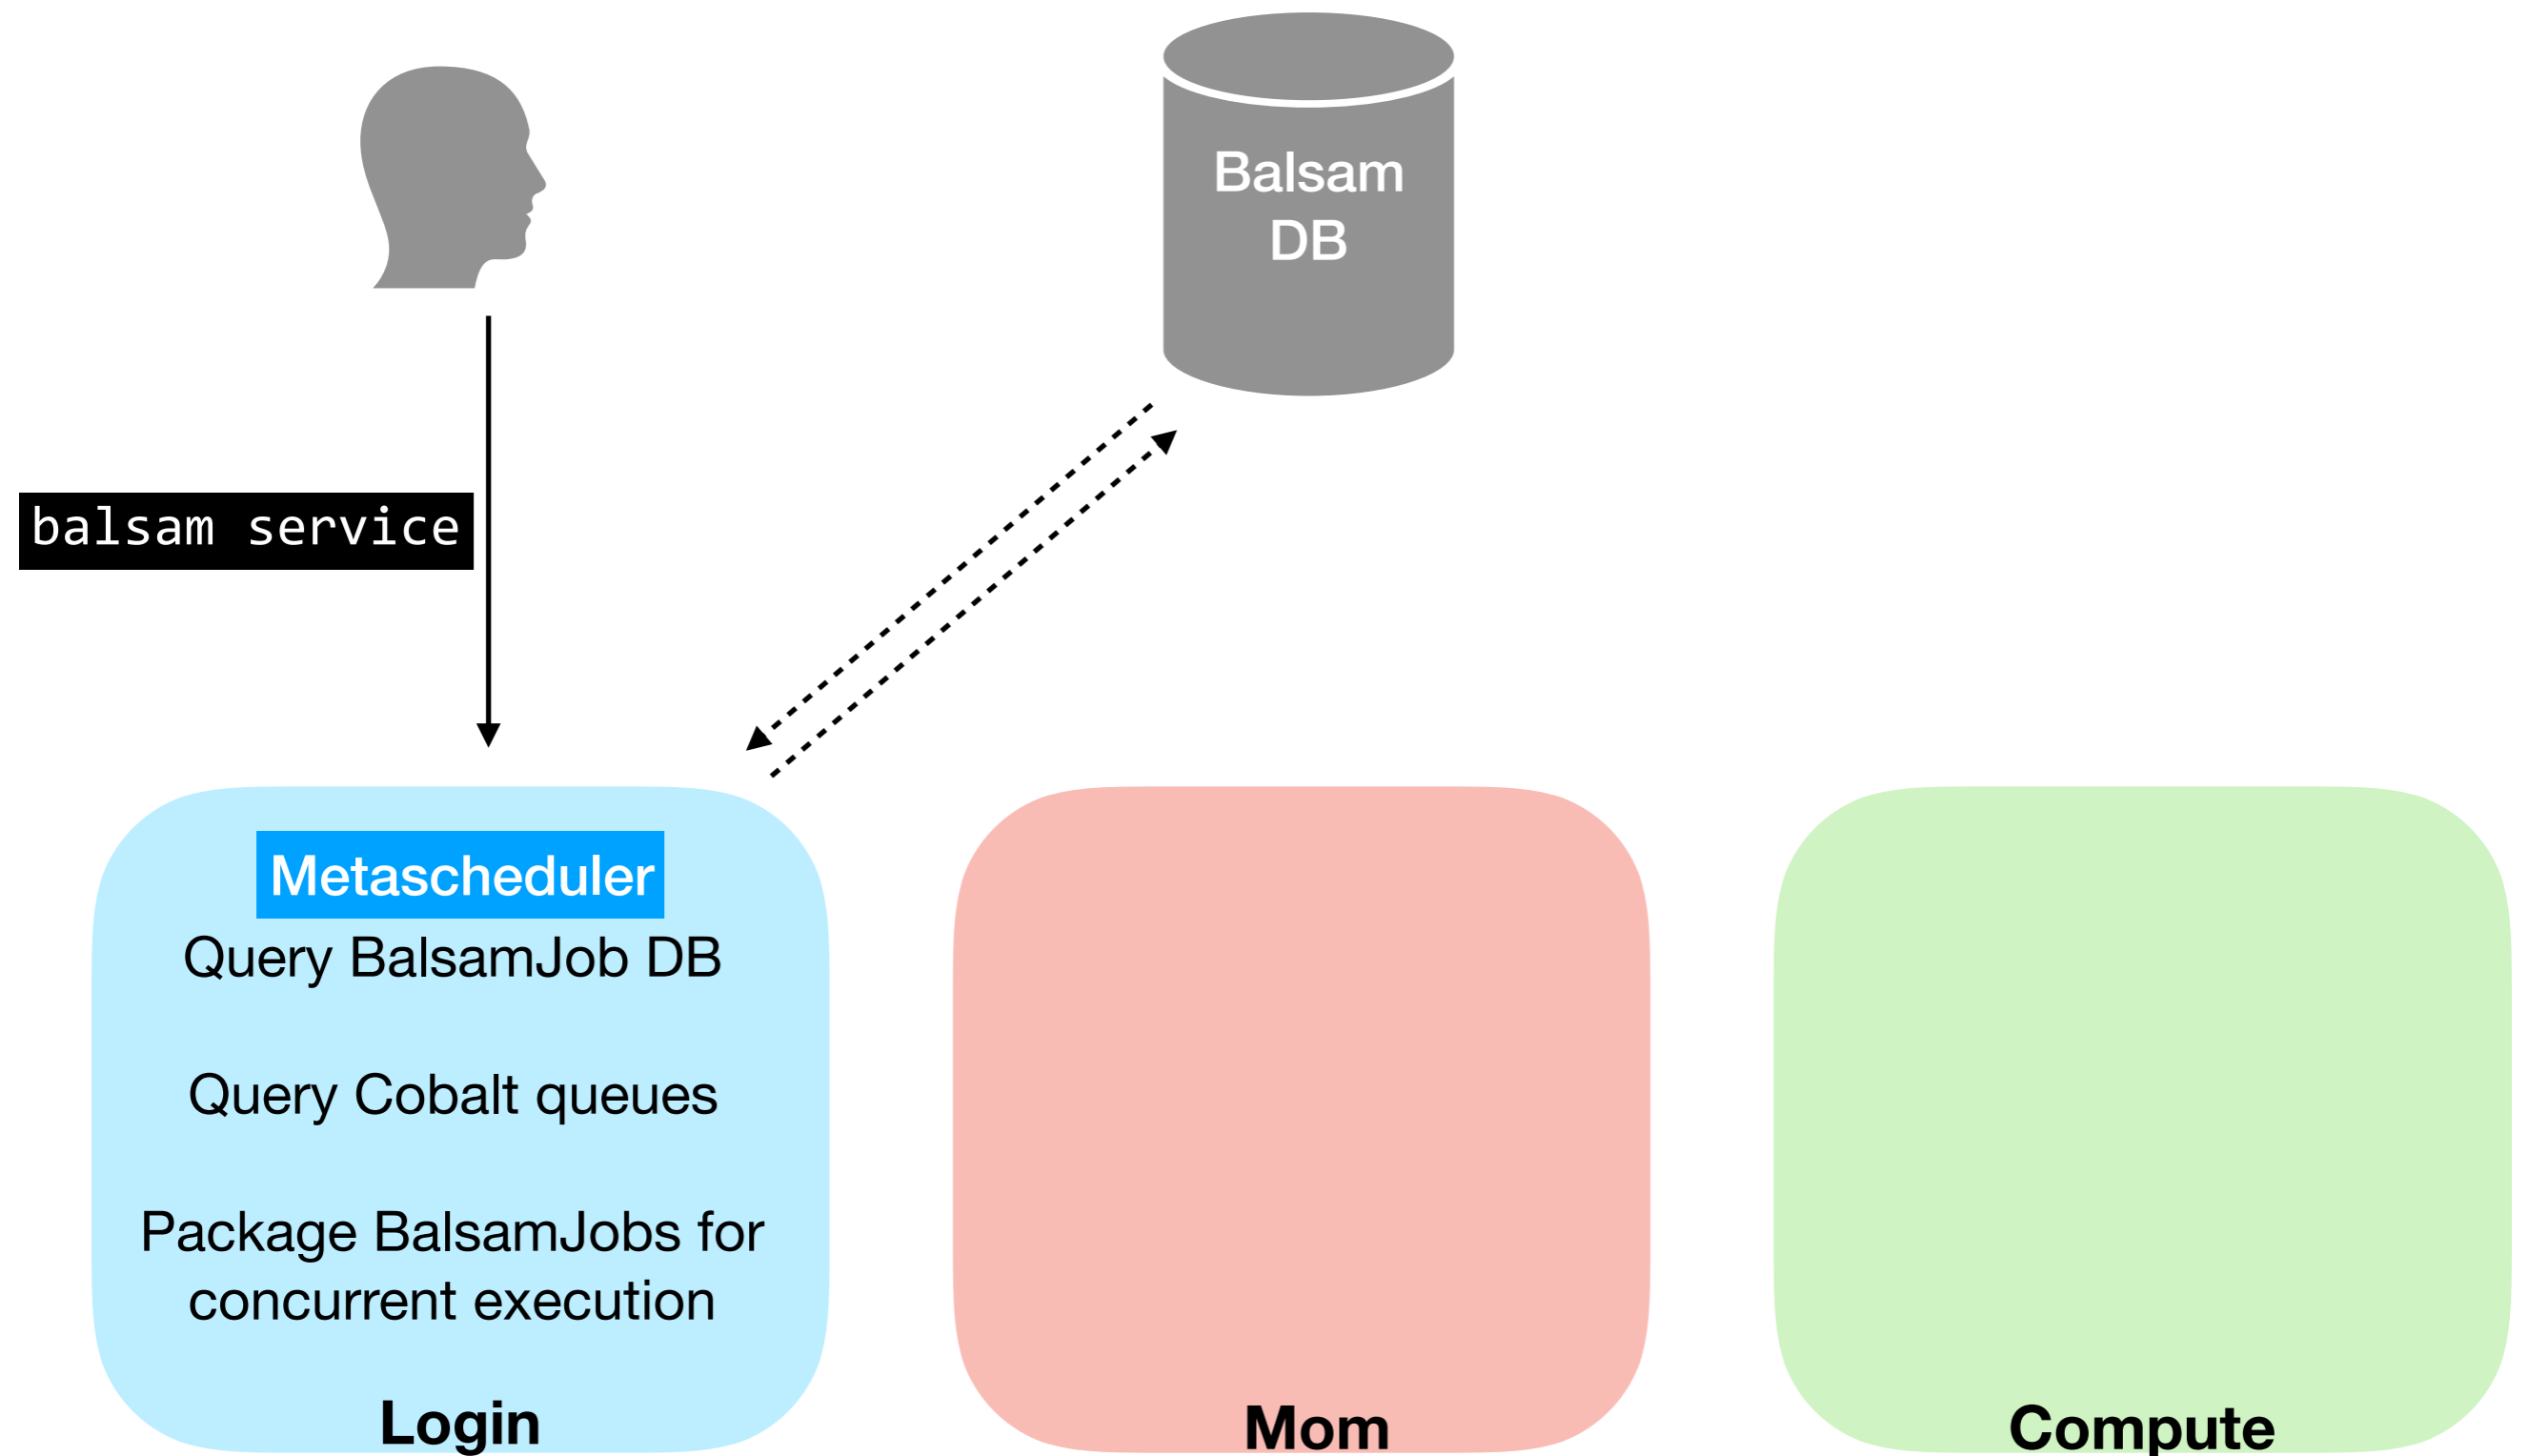 Balsam
DB
balsam service
Metascheduler
Query BalsamJob DB
Query Cobalt queues
Package BalsamJobs for
concurrent execution
Login
Mom
Compute